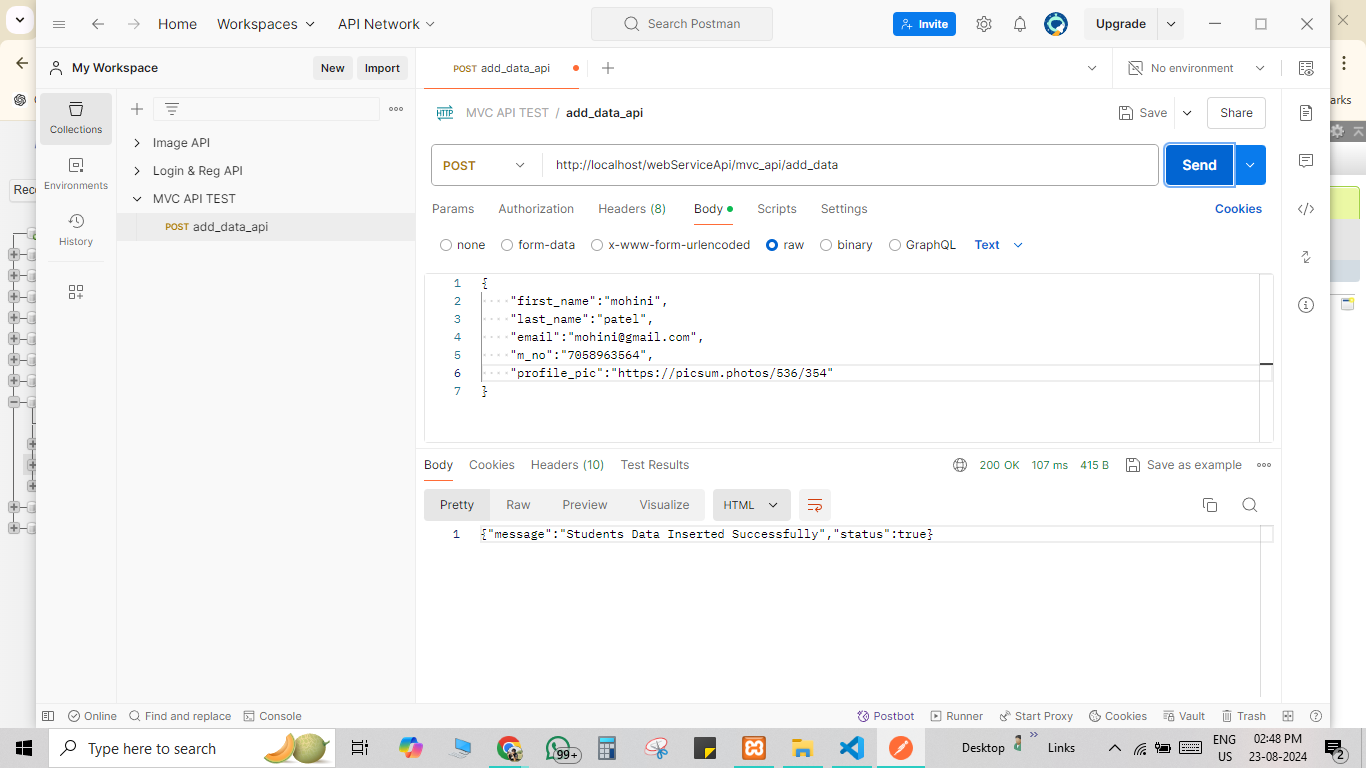 Home
Workspaces
API Network
Search Postman
Invite
Upgrade
My Workspace
New
Import
POST add_data_api
No environment
Collections
Environments
History
Image API
Login & Reg API
MVC API TEST
POST add_data_api
HTTP
MVC API TEST / add_data_api
Save
Share
POST
http://localhost/webServiceApi/mvc_api/add_data
Send
Params
Authorization
Headers (8)
Body
Scripts
Settings
Cookies
none
form-data
x-www-form-urlencoded
raw
binary
GraphQL
Text
1 {
2 "first_name":"mohini",
3 "last_name":"patel",
4 "email":"mohini@gmail.com",
5 "m_no":"7058963564",
6 "profile_pic":"https://picsum.photos/536/354"
7 }
Body
Cookies
Headers (10)
Test Results
200 OK
107 ms
415 B
Save as example
Pretty
Raw
Preview
Visualize
HTML
1 {"message":"Students Data Inserted Successfully","status":true}
Online
Find and replace
Console
Postbot
Runner
Start Proxy
Cookies
Vault
Trash
Rece
arks
Type here to search
99+
Desktop
Links
ENG
US
02:48 PM
23-08-2024
2